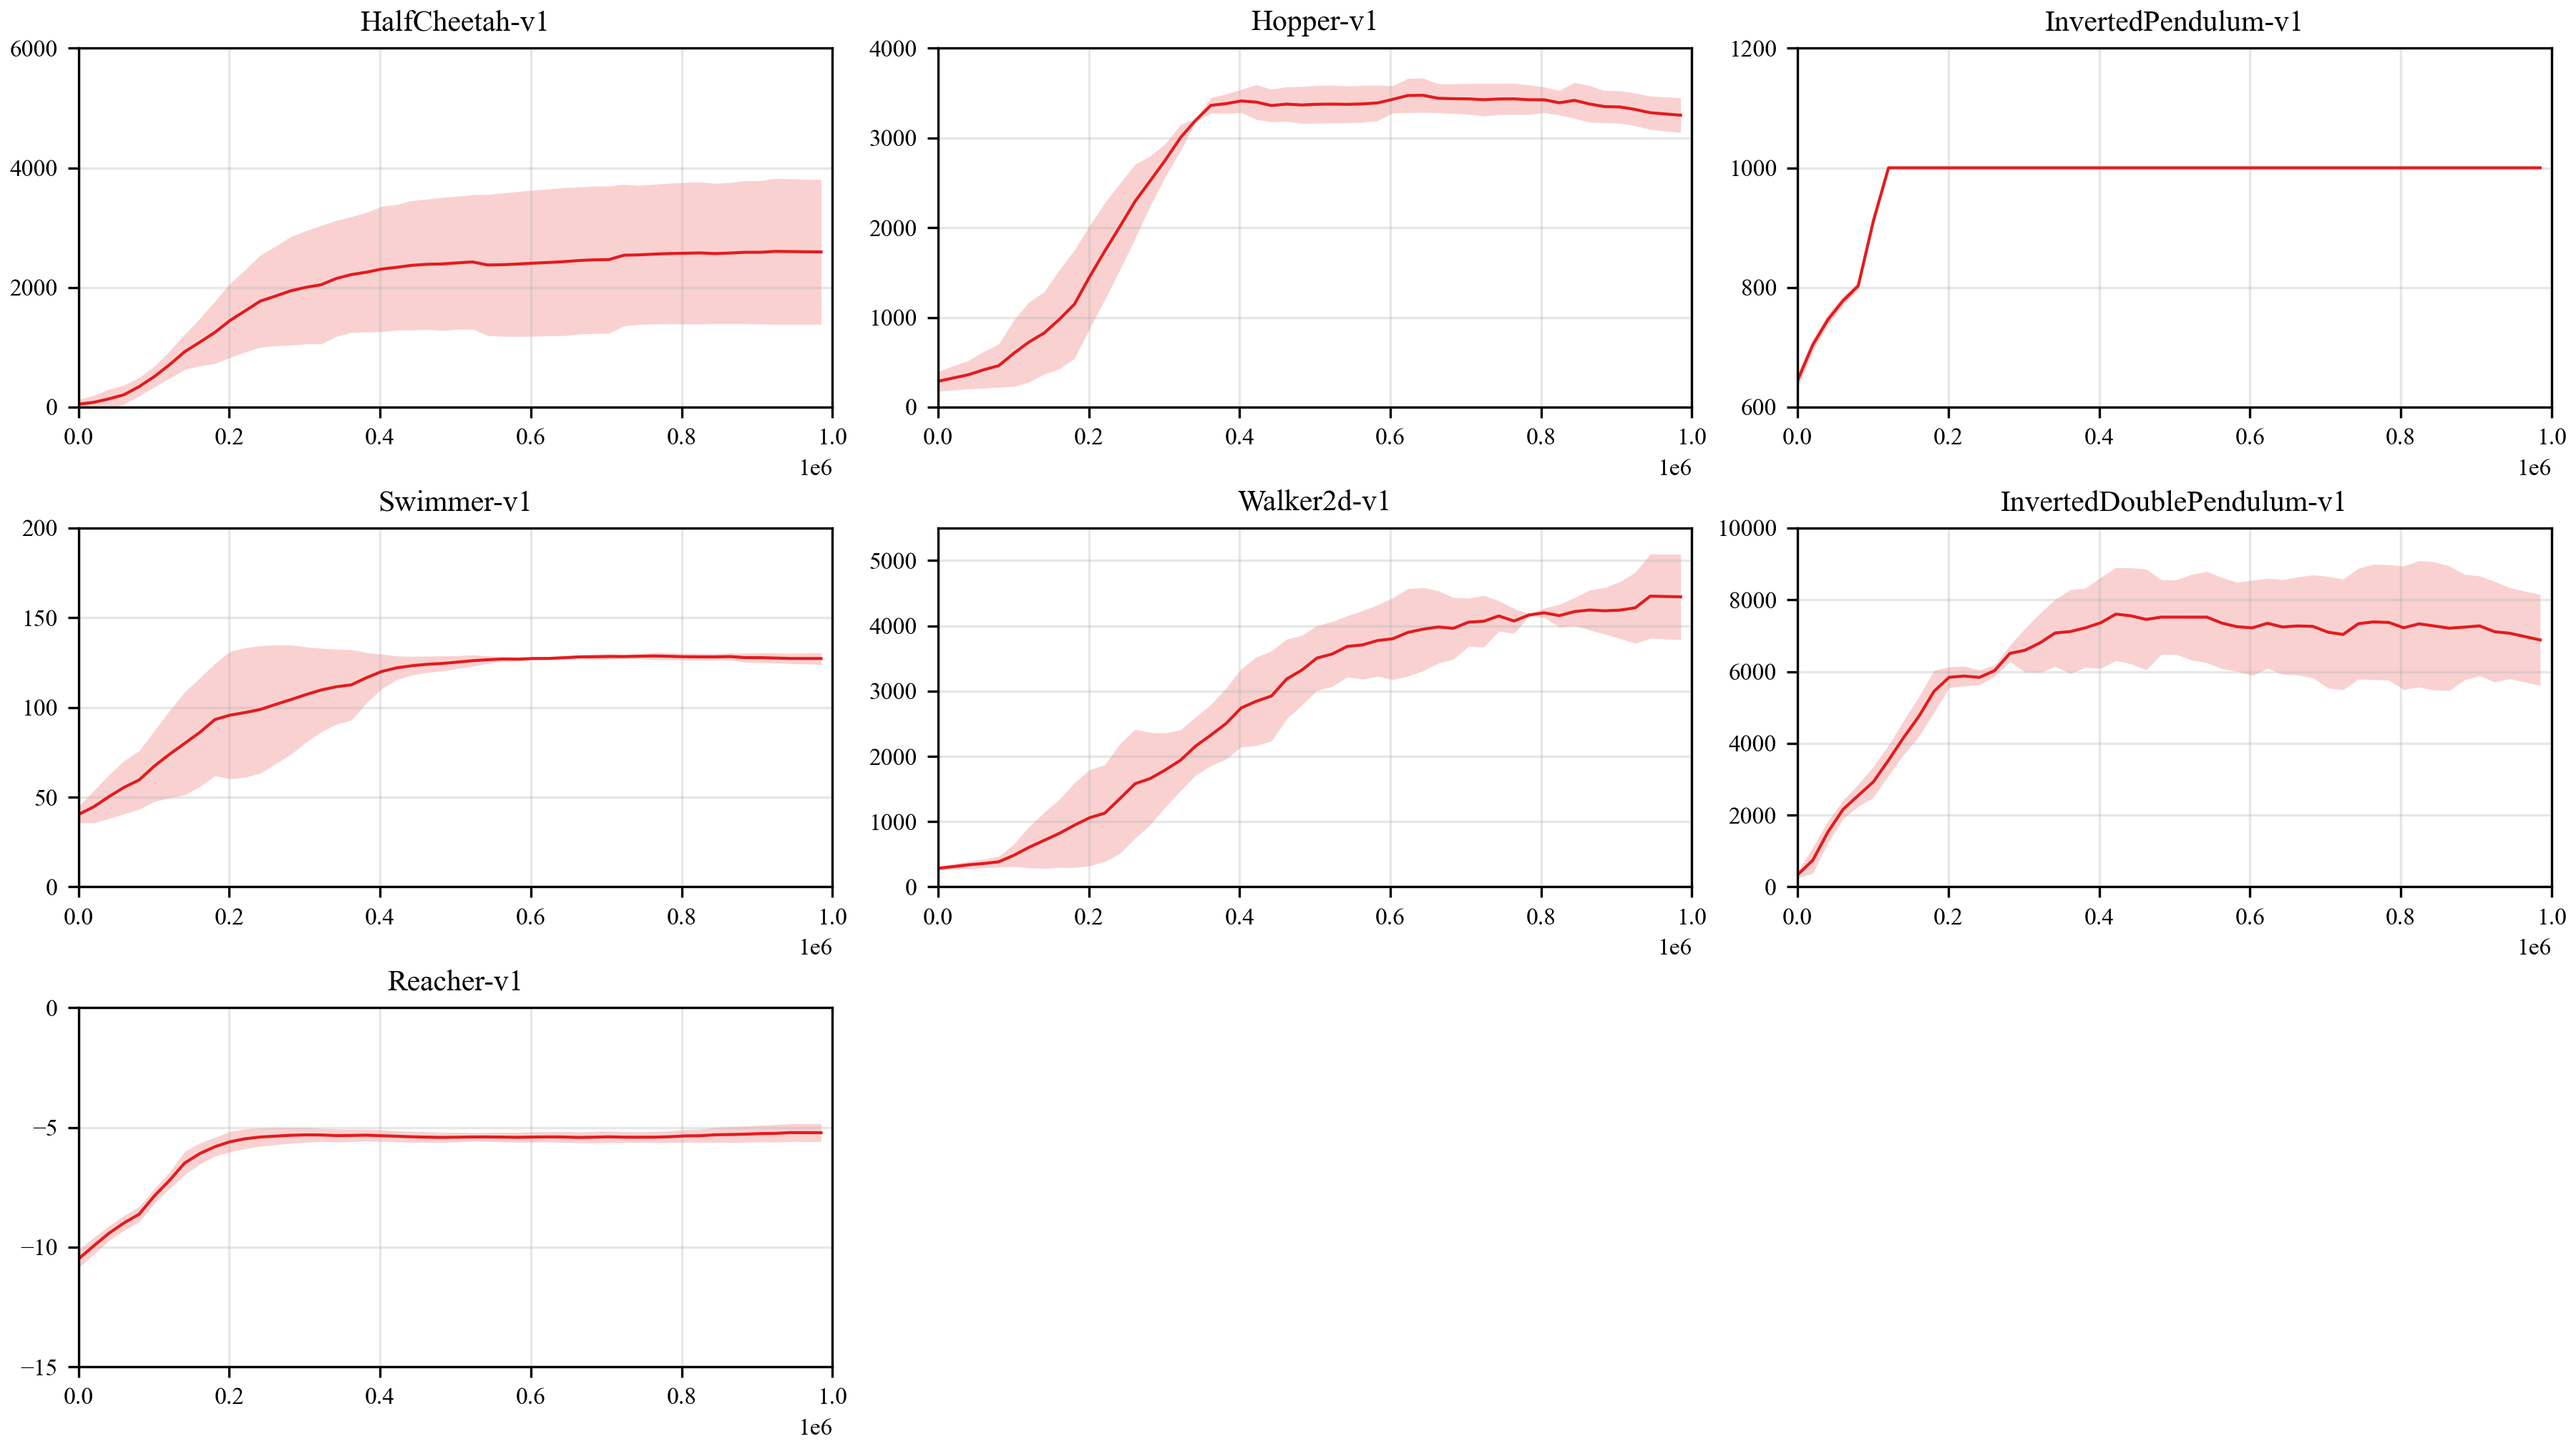 HalfCheetah-v1
6000
4000
2000
0
0.0 0.2 0.4 0.6 0.8 1.0
1e6
Hopper-v1
4000
3000
2000
1000
0
0.0 0.2 0.4 0.6 0.8 1.0
1e6
InvertedPendulum-v1
1200
1000
800
600
0.0 0.2 0.4 0.6 0.8 1.0
1e6
Swimmer-v1
200
150
100
50
0
0.0 0.2 0.4 0.6 0.8 1.0
1e6
Walker2d-v1
5000
4000
3000
2000
1000
0
0.0 0.2 0.4 0.6 0.8 1.0
1e6
InvertedDoublePendulum-v1
10000
8000
6000
4000
2000
0
0.0 0.2 0.4 0.6 0.8 1.0
1e6
Reacher-v1
0
−5
−10
−15
0.0 0.2 0.4 0.6 0.8 1.0
1e6